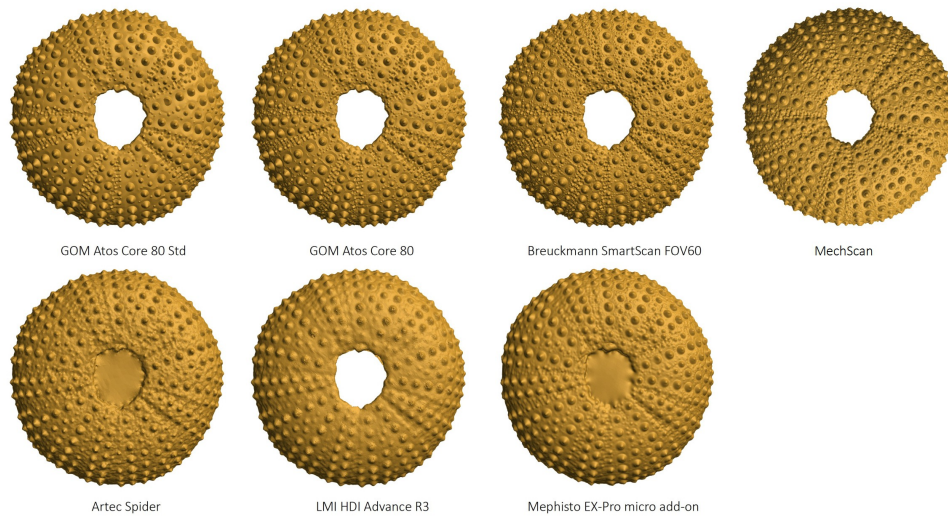 GOM Atos Core 80 Std
GOM Atos Core 80
Breuckmann SmartScan FOV60
MechScan
Artec Spider
LMI HDI Advance R3
Mephisto EX-Pro micro add-on